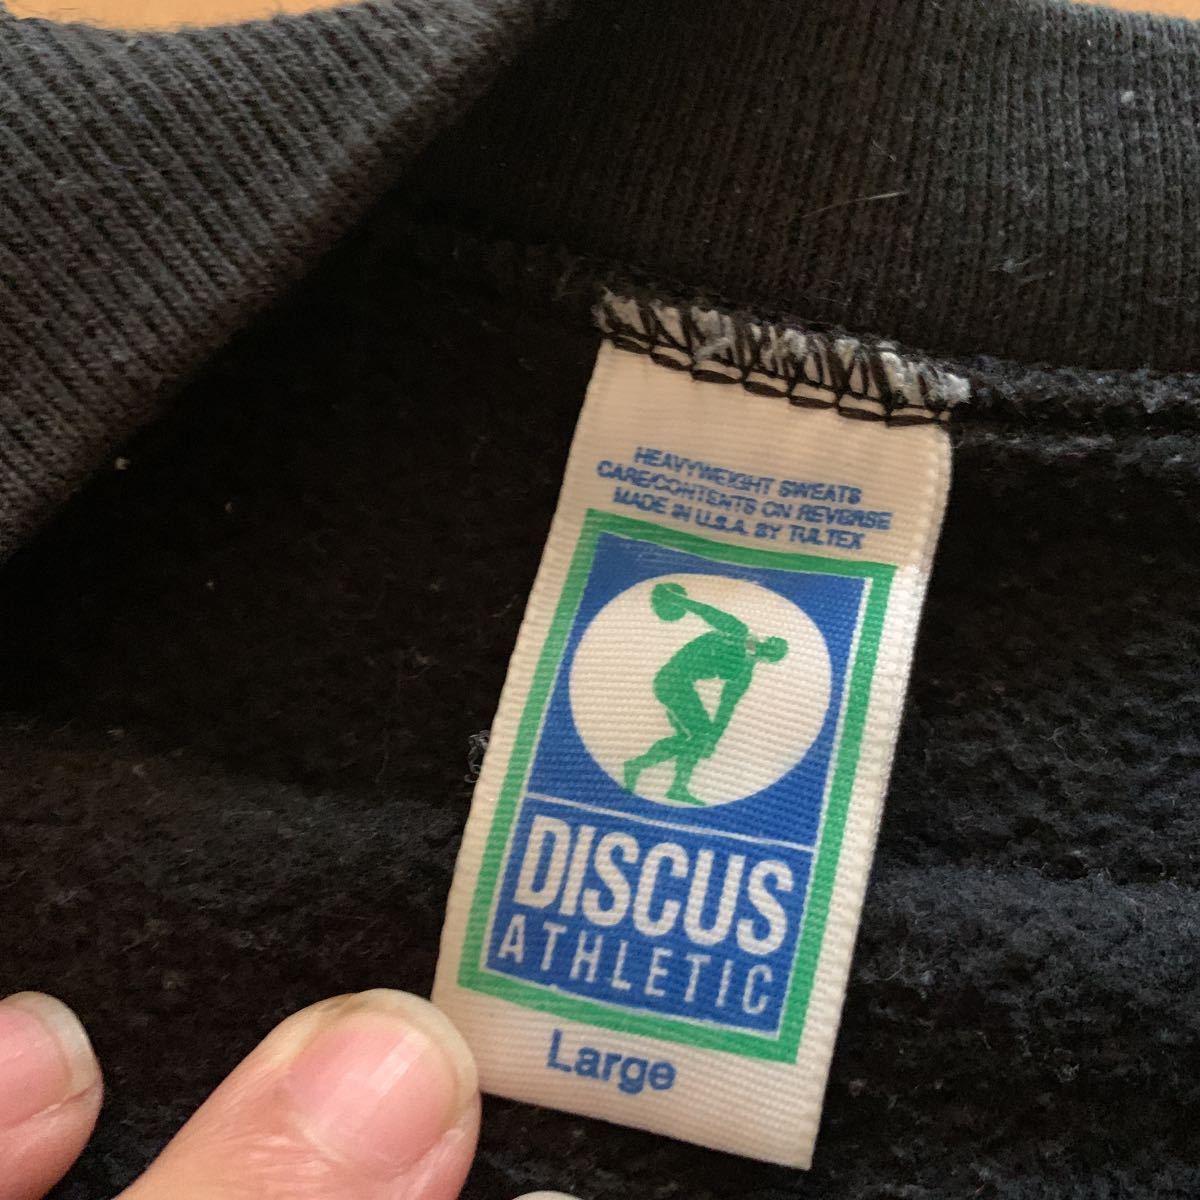 HEAVYWEIGHT SWEATS
CARE/CONTENTS ON REVERSE
MADE IN U.S.A. BY TULTEX
DISCUS
ATHLETIC
Large